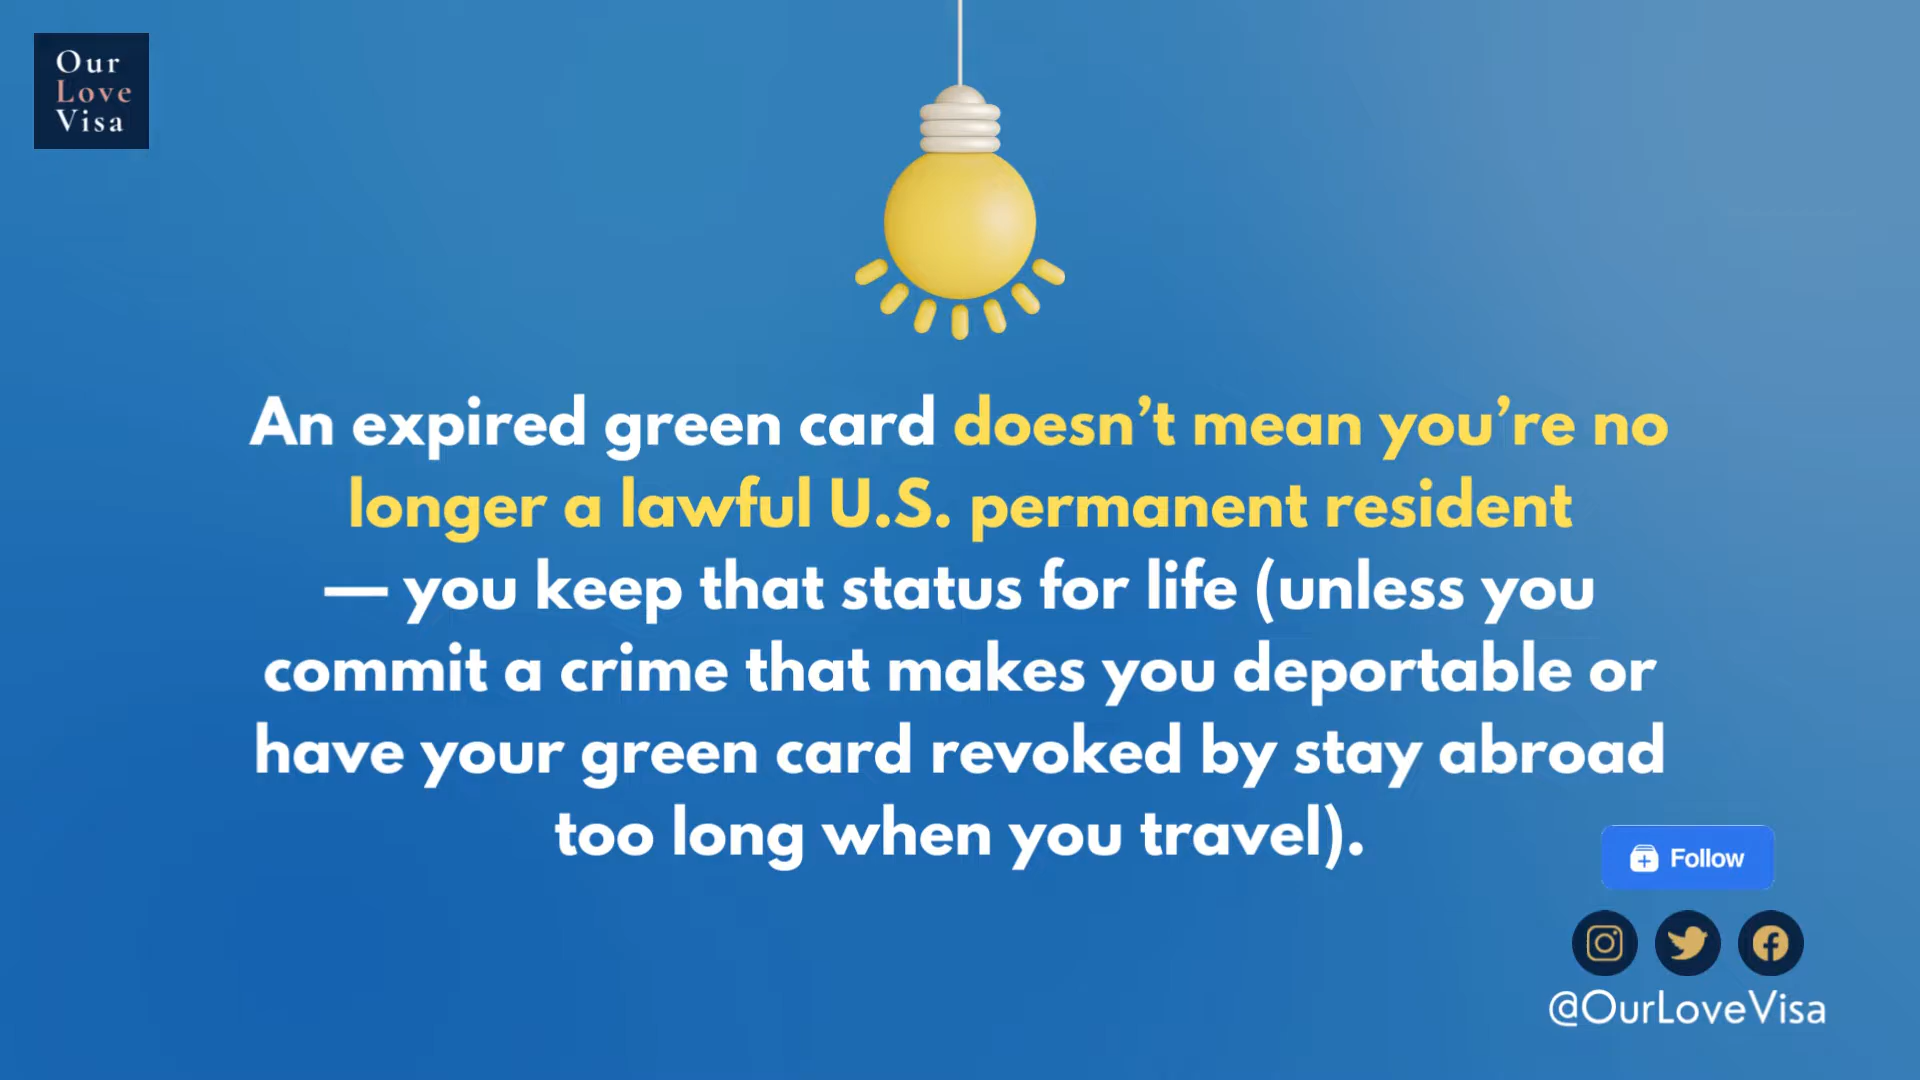 Our
Love
Visa
An expired green card doesn’t mean you’re no
longer a lawful U.S. permanent resident
— you keep that status for life (unless you
commit a crime that makes you deportable or
have your green card revoked by stay abroad
too long when you travel).
Follow
@OurLoveVisa